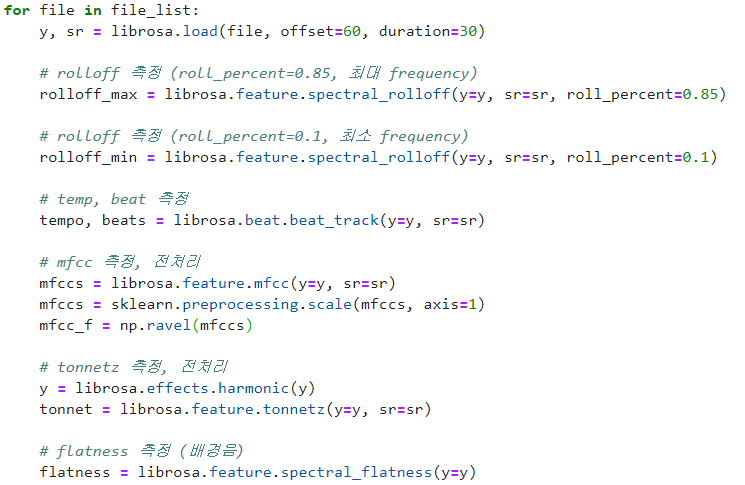 for file in file_list:
    y, sr = librosa.load(file, offset=60, duration=30)
    # rolloff 측정 (roll_percent=0.85, 최대 frequency)
    rolloff_max = librosa.feature.spectral_rolloff(y=y, sr=sr, roll_percent=0.85)
    # rolloff 측정 (roll_percent=0.1, 최소 frequency)
    rolloff_min = librosa.feature.spectral_rolloff(y=y, sr=sr, roll_percent=0.1)
    # temp, beat 측정
    tempo, beats = librosa.beat.beat_track(y=y, sr=sr)
    # mfcc 측정, 전처리
    mfccs = librosa.feature.mfcc(y=y, sr=sr)
    mfccs = sklearn.preprocessing.scale(mfccs, axis=1)
    mfcc_f = np.ravel(mfccs)
    # tonnetz 측정, 전처리
    y = librosa.effects.harmonic(y)
    tonnet = librosa.feature.tonnetz(y=y, sr=sr)
    # flatness 측정 (배경음)
    flatness = librosa.feature.spectral_flatness(y=y)